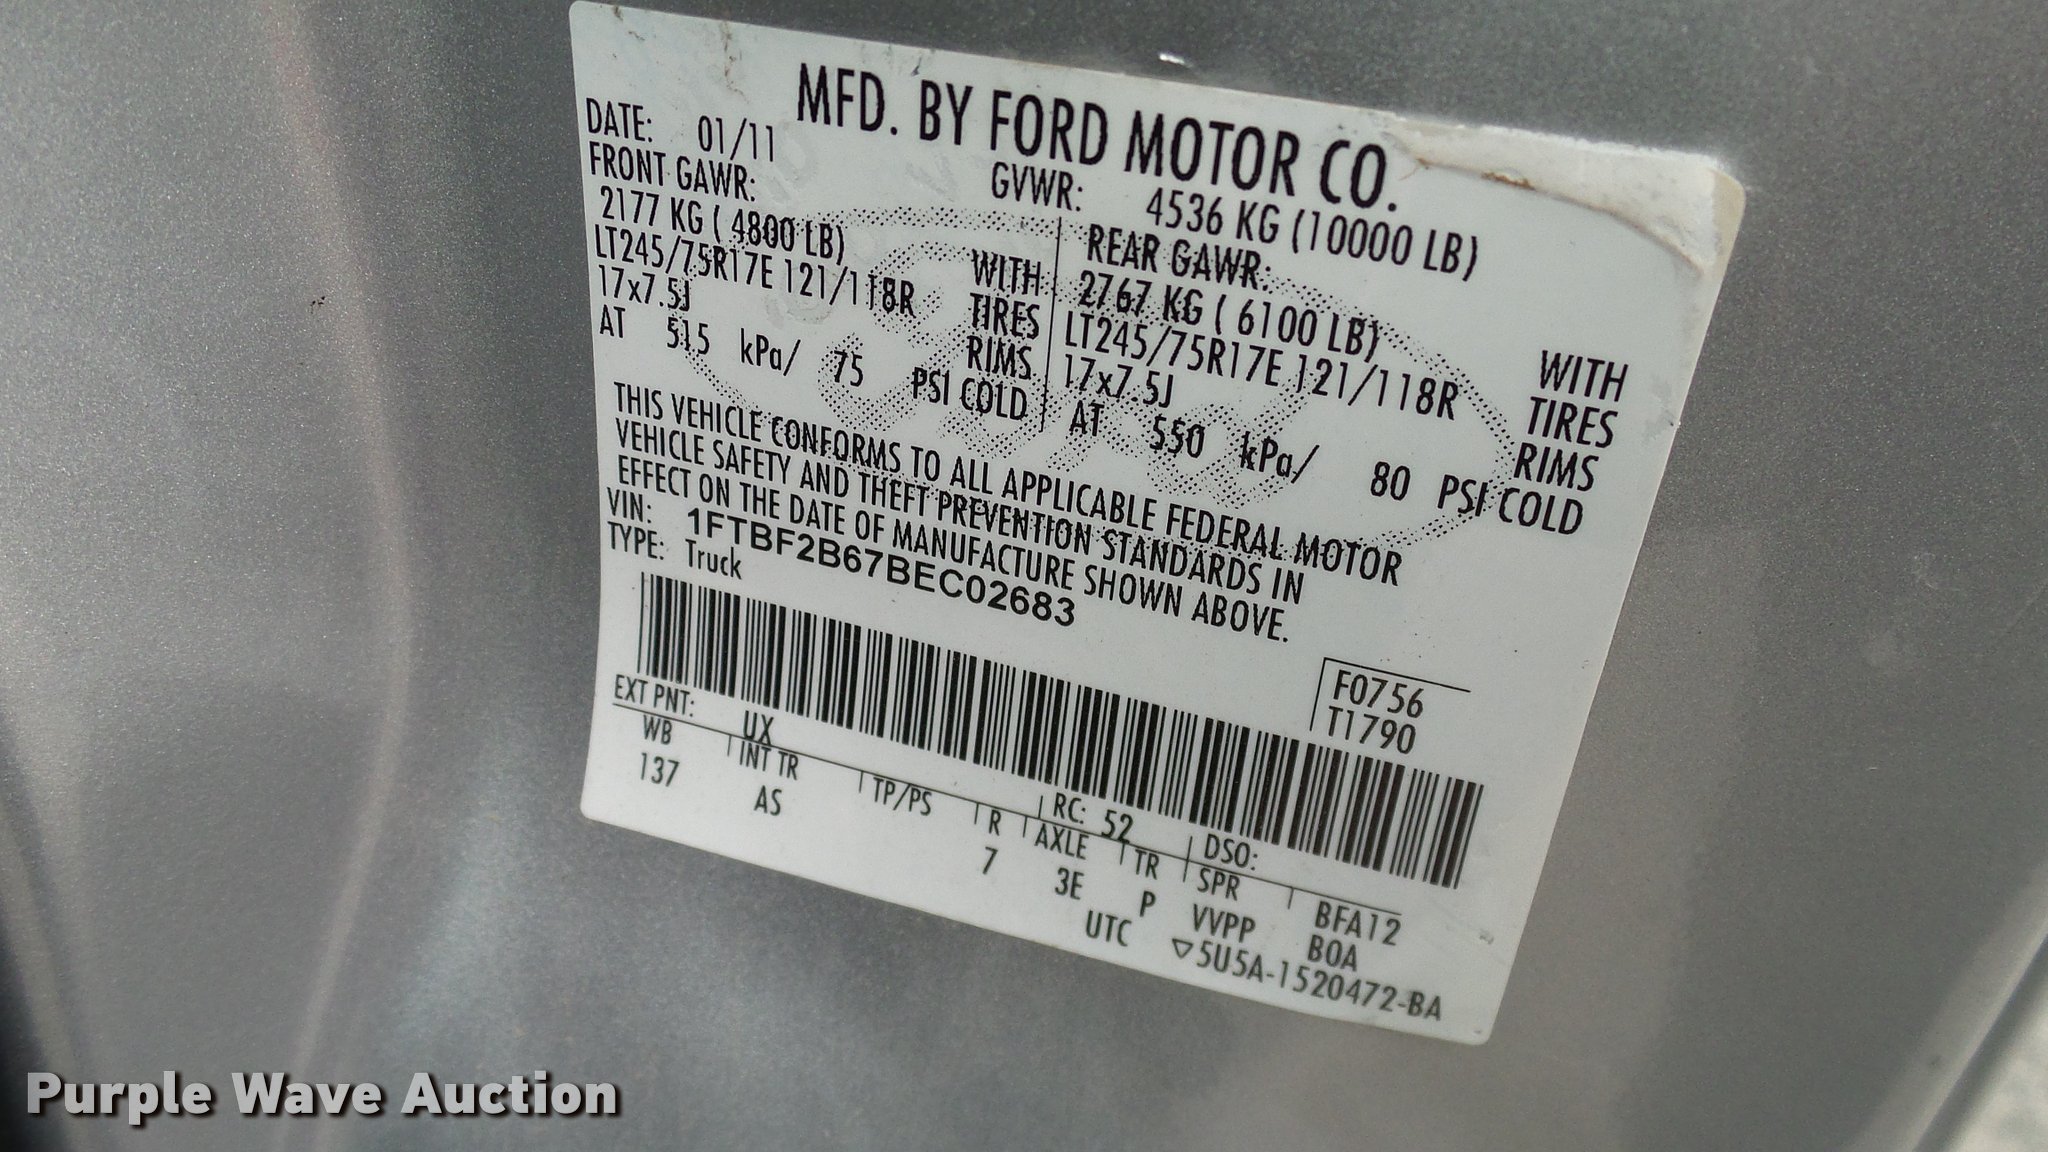 MFD. BY FORD MOTOR CO.
DATE: 01/11
GVWR: 4536 KG (10000 LB)
FRONT GAWR:
2177 KG ( 4800 LB) WITH
LT245/75R17E 121/118R TIRES
17x7.5J RIMS
AT 515 kPa/ 75 PSI COLD
REAR GAWR:
2767 KG ( 6100 LB) WITH
LT245/75R17E 121/118R TIRES
17x7.5J RIMS
AT 550 kPa/ 80 PSI COLD
THIS VEHICLE CONFORMS TO ALL APPLICABLE FEDERAL MOTOR
VEHICLE SAFETY AND THEFT PREVENTION STANDARDS IN
EFFECT ON THE DATE OF MANUFACTURE SHOWN ABOVE.
VIN: 1FTBF2B67BEC02683
TYPE: Truck
F0756
T1790
EXT PNT: UX RC: 52 DSO:
WB INT TR TP/PS R AXLE TR SPR BFA12
137 AS 7 3E P VVPP BOA
UTC ▽5U5A-1520472-BA
Purple Wave Auction